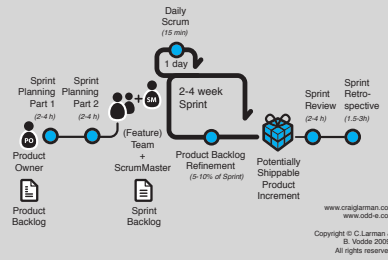 Daily
Scrum
(15 min)
1 day
Sprint
Planning
Part 1
(2-4 h)
Sprint
Planning
Part 2
(2-4 h)
PO
+
SM
2-4 week
Sprint
Sprint
Review
(2-4 h)
Sprint
Retro-
spective
(1.5-3h)
Product
Owner
(Feature)
Team
+
ScrumMaster
Product Backlog
Refinement
(5-10% of Sprint)
Potentially
Shippable
Product
Increment
Product
Backlog
Sprint
Backlog
www.craiglarman.co
www.odd-e.co
Copyright © C.Larman
B. Vodde 2009
All rights reserve